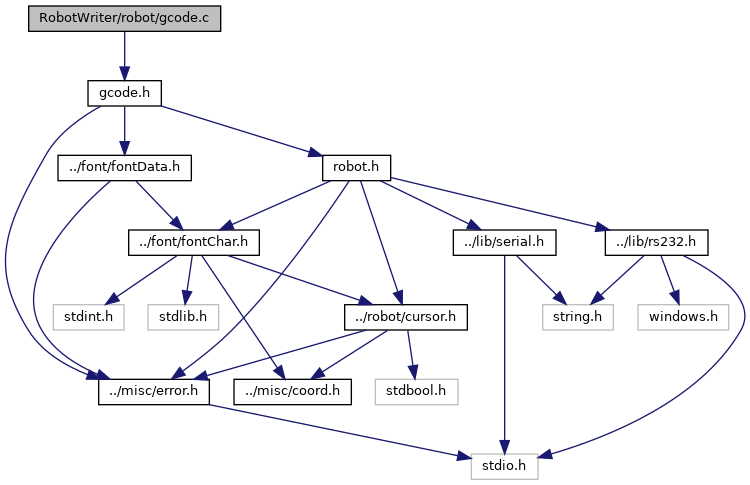 RobotWriter/robot/gcode.c
gcode.h
../font/fontData.h
robot.h
../font/fontChar.h
../lib/serial.h
../lib/rs232.h
stdint.h
stdlib.h
../robot/cursor.h
string.h
windows.h
../misc/error.h
../misc/coord.h
stdbool.h
stdio.h